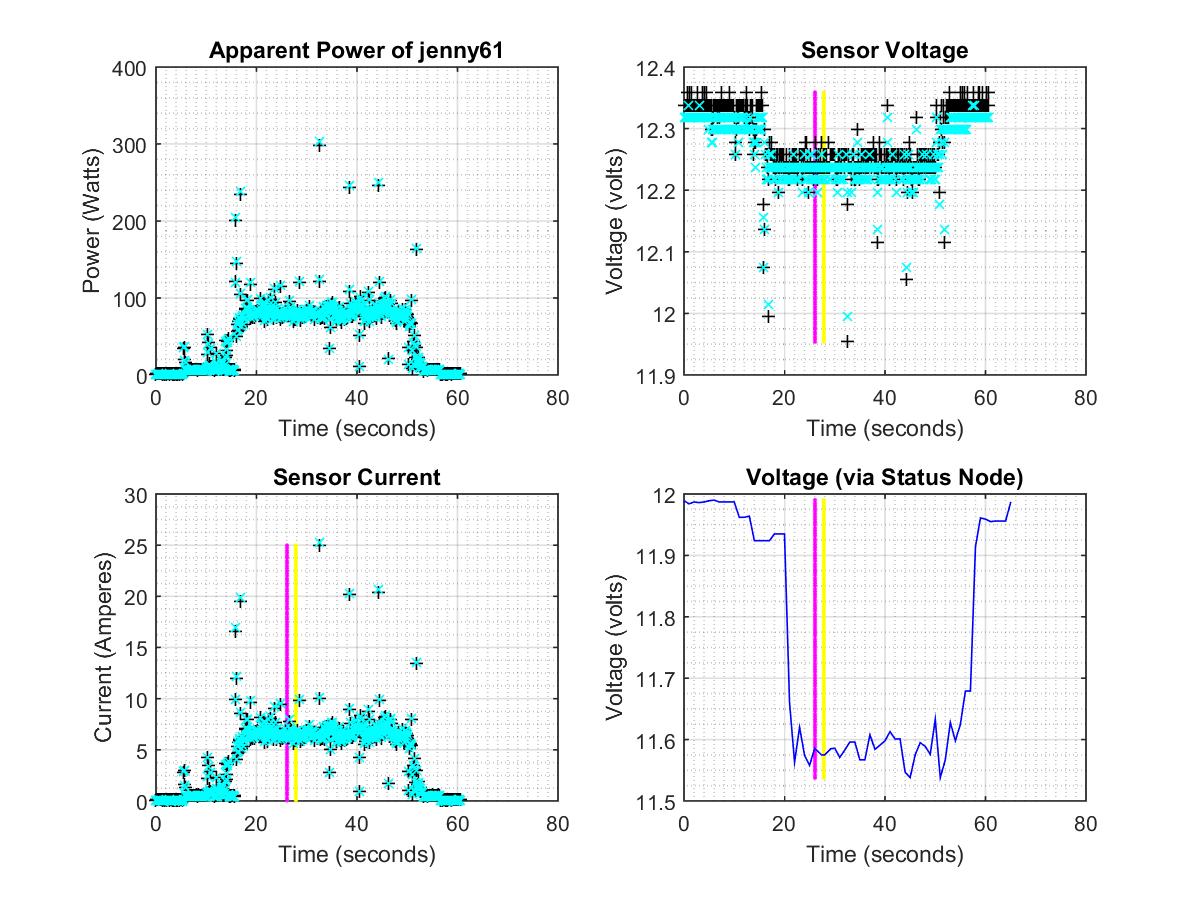 Apparent Power of jenny61
400
300
200
100
0
Power (Watts)
0 20 40 60 80
Time (seconds)
Sensor Voltage
12.4
12.3
12.2
12.1
12
11.9
Voltage (volts)
0 20 40 60 80
Time (seconds)
Sensor Current
30
25
20
15
10
5
0
Current (Amperes)
0 20 40 60 80
Time (seconds)
Voltage (via Status Node)
12
11.9
11.8
11.7
11.6
11.5
Voltage (volts)
0 20 40 60 80
Time (seconds)